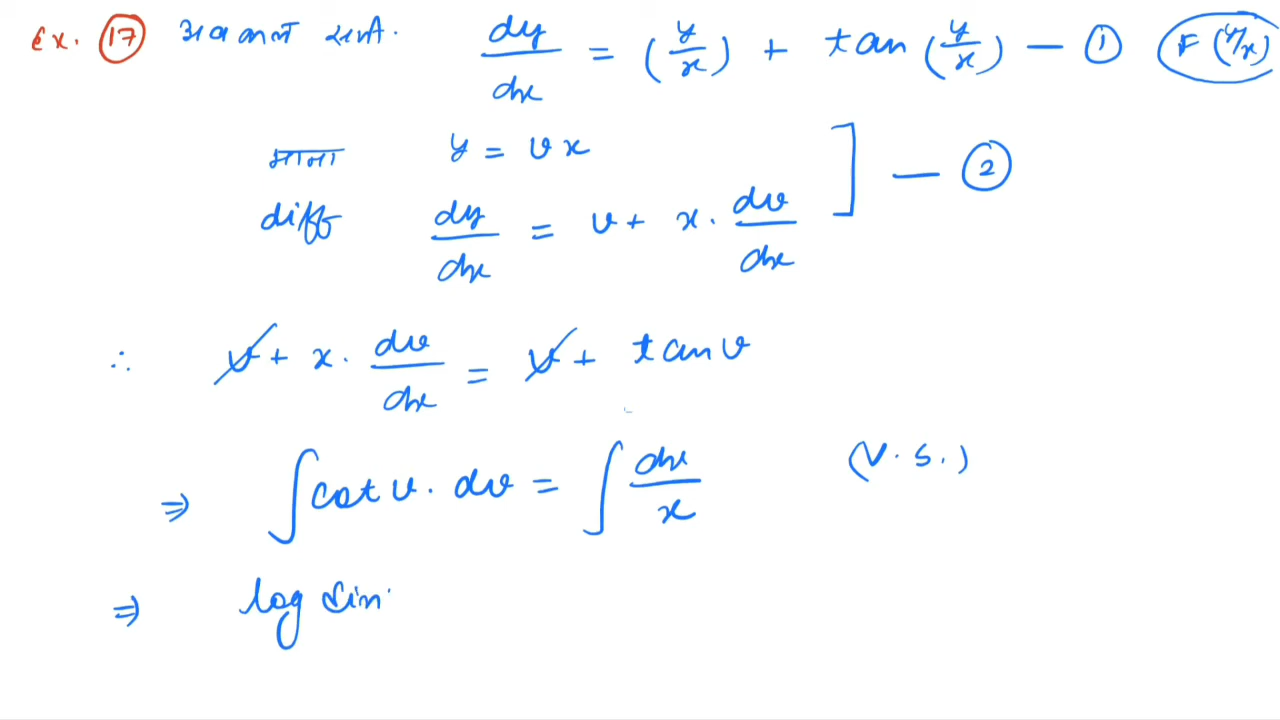 Ex. 17 अवकल समी. dy/dx = (y/x) + tan (y/x) — ① F(y/x)
माना y = vx
diff dy/dx = v + x. dv/dx ] — ②
∴ v + x. dv/dx = v + tan v
⇒ ∫cot v. dv = ∫ dx/x (V.S.)
⇒ log sin